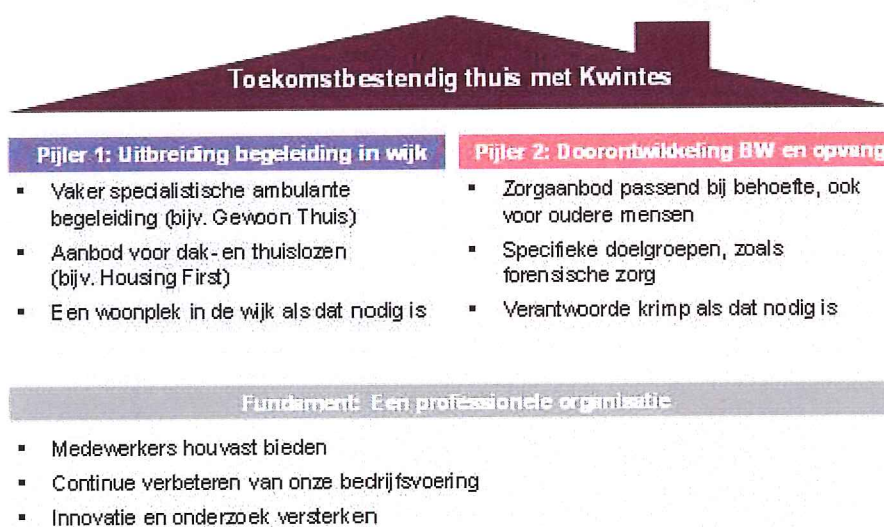 Toekomstbestendig thuis met Kwintes
Pijler 1: Uitbreiding begeleiding in wijk
▪ Vaker specialistische ambulante
begeleiding (bijv. Gewoon Thuis)
▪ Aanbod voor dak- en thuislozen
(bijv. Housing First)
▪ Een woonplek in de wijk als dat nodig is
Pijler 2: Doorontwikkeling BW en opvang
▪ Zorgaanbod passend bij behoefte, ook
voor oudere mensen
▪ Specifieke doelgroepen, zoals
forensische zorg
▪ Verantwoorde krimp als dat nodig is
Fundament: Een professionele organisatie
▪ Medewerkers houvast bieden
▪ Continue verbeteren van onze bedrijfsvoering
▪ Innovatie en onderzoek versterken